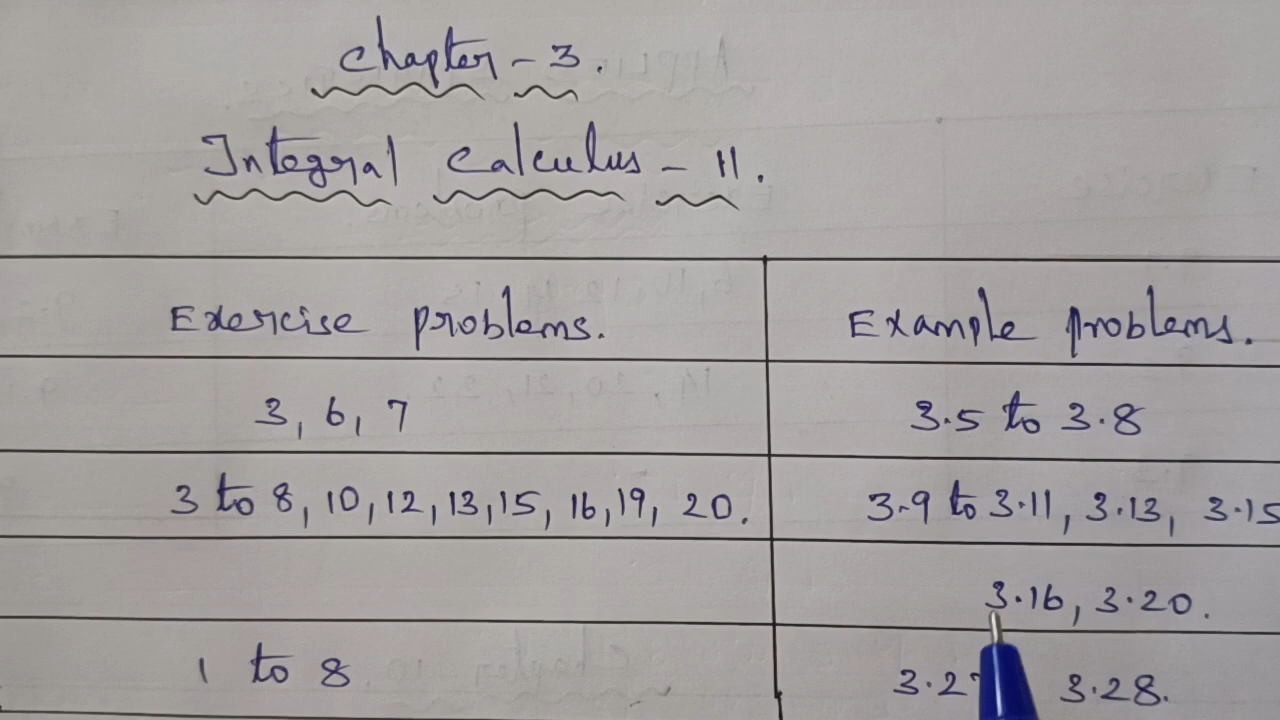 Chapter - 3.
Integral Calculus - II.
Exercise problems. Example problems.
3, 6, 7 3.5 to 3.8
3 to 8, 10, 12, 13, 15, 16, 19, 20. 3.9 to 3.11, 3.13, 3.15
3.16, 3.20.
1 to 8 3.28.